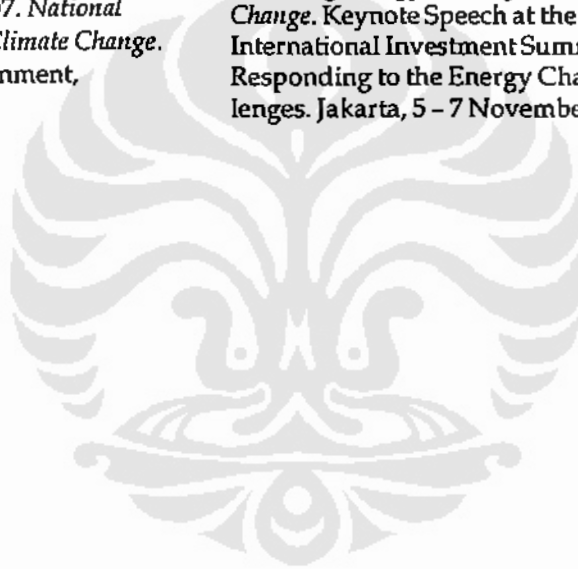 07. National
Climate Change.
nment,
Change. Keynote Speech at the
International Investment Sum
Responding to the Energy Cha
lenges. Jakarta, 5 – 7 Novembe